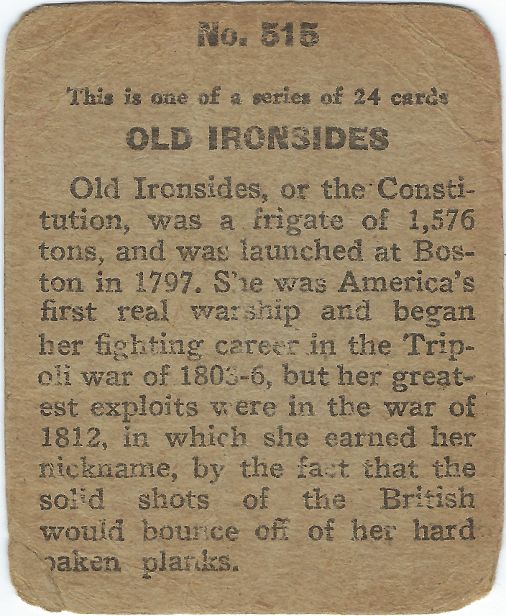 No. 515
This is one of a series of 24 cards
OLD IRONSIDES
Old Ironsides, or the Consti-
tution, was a frigate of 1,576
tons, and was launched at Bos-
ton in 1797. She was America's
first real warship and began
her fighting career in the Trip-
oli war of 1803-6, but her great-
est exploits were in the war of
1812, in which she earned her
nickname, by the fact that the
solid shots of the British
would bounce off of her hard
oaken planks.